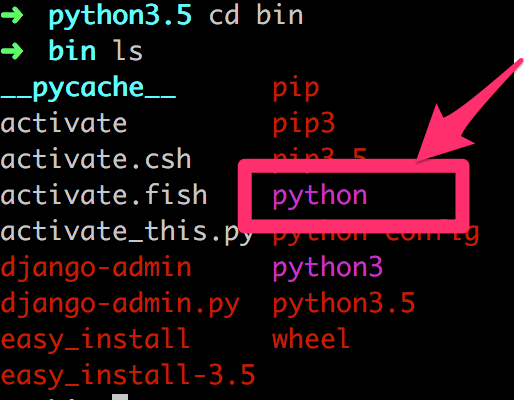 ➜ python3.5 cd bin
➜ bin ls
__pycache__ pip
activate pip3
activate.csh pip3.5
activate.fish python
activate_this.py python-config
django-admin python3
django-admin.py python3.5
easy_install wheel
easy_install-3.5